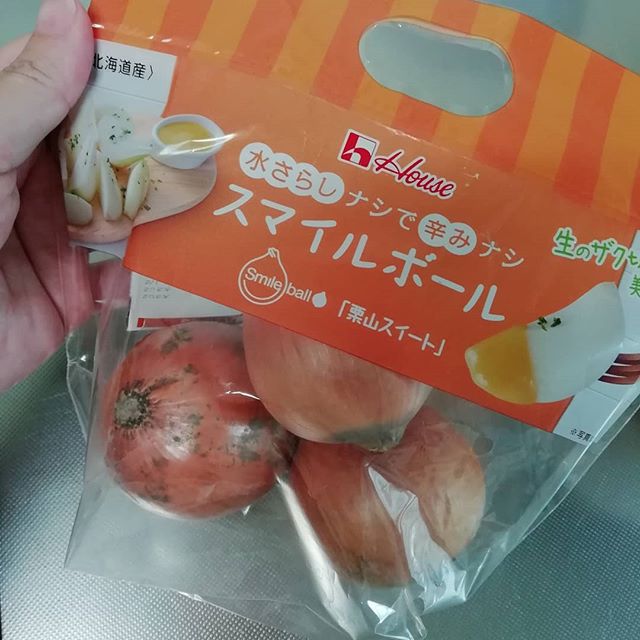 北海道産〉
House
水さらしナシで辛みナシ
スマイルボール
Smile ball
「栗山スイート」
生のザクザ